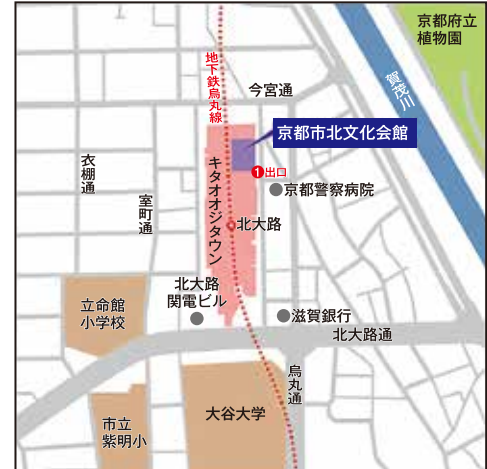 京都府立
植物園
賀茂川
地下鉄烏丸線
今宮通
京都市北文化会館
1出口
衣棚通
キタオオジタウン
京都警察病院
室町通
北大路
北大路
関電ビル
立命館
小学校
滋賀銀行
北大路通
烏丸通
大谷大学
市立
紫明小